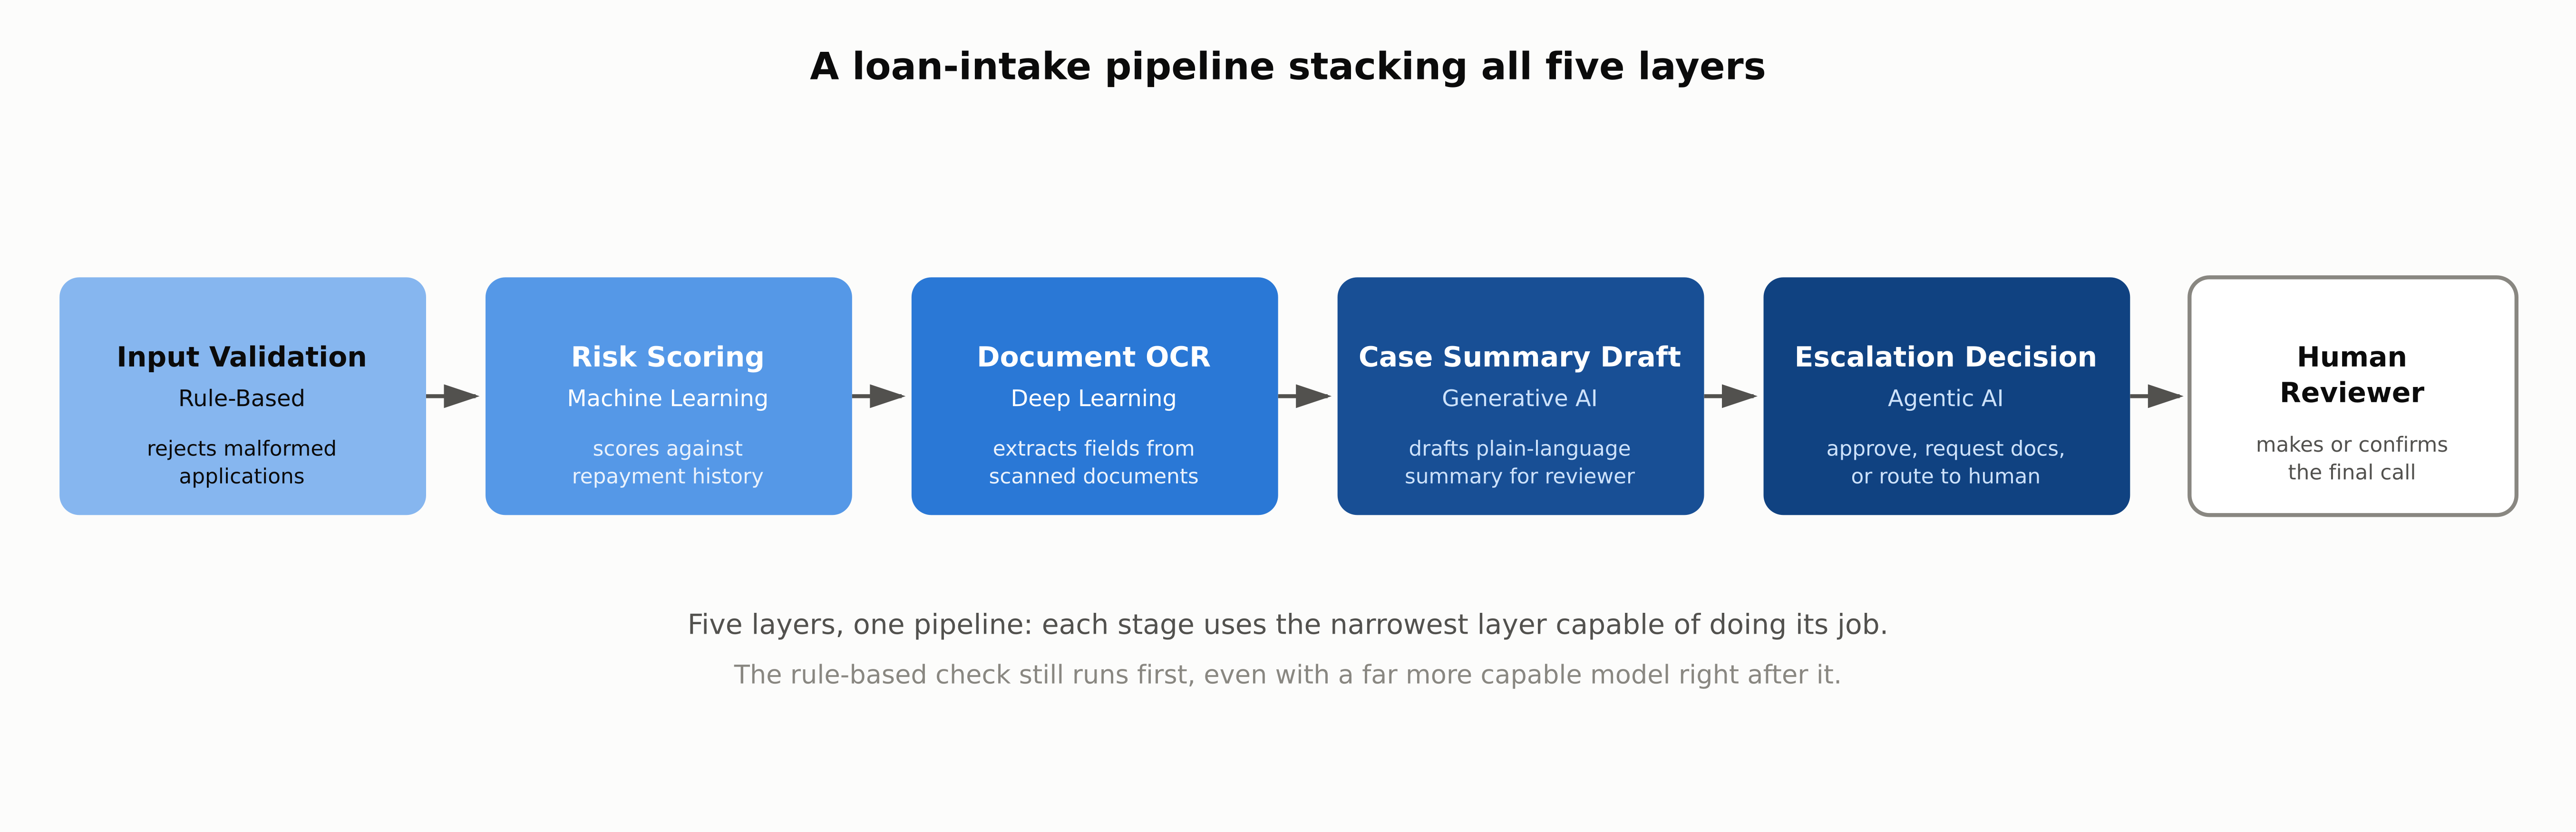 A loan-intake pipeline stacking all five layers
Input Validation
Rule-Based
rejects malformed
applications
Risk Scoring
Machine Learning
scores against
repayment history
Document OCR
Deep Learning
extracts fields from
scanned documents
Case Summary Draft
Generative AI
drafts plain-language
summary for reviewer
Escalation Decision
Agentic AI
approve, request docs,
or route to human
Human
Reviewer
makes or confirms
the final call
Five layers, one pipeline: each stage uses the narrowest layer capable of doing its job.
The rule-based check still runs first, even with a far more capable model right after it.